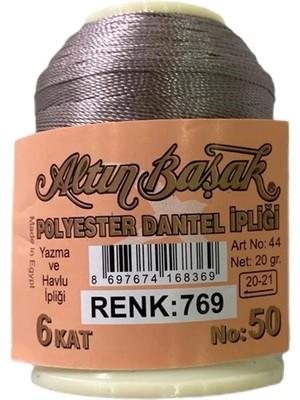 Altın Başak
POLYESTER DANTEL İPLİĞİ
Made in Egypt
Yazma
ve
Havlu
İpliği
Art No: 44
Net: 20 gr.
20-21
8 697674 168369
RENK:769
6 KAT
No: 50